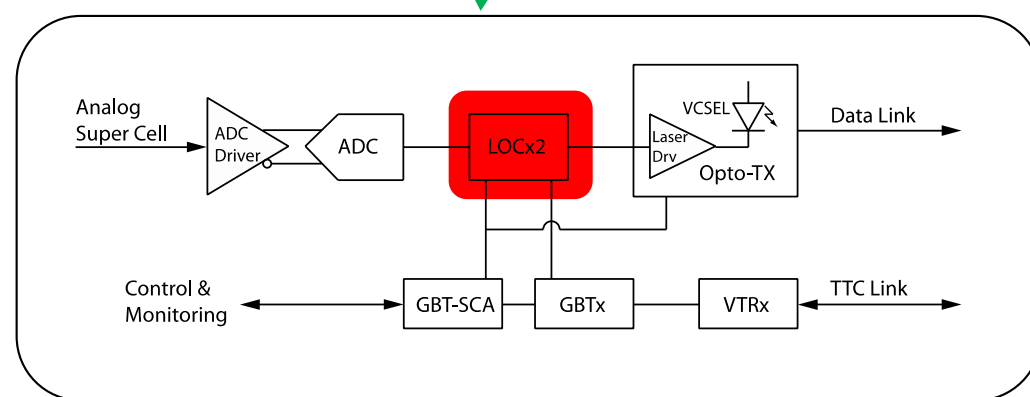 Analog
Super Cell
ADC
Driver
ADC
LOCx2
Laser
Drv
VCSEL
Opto-TX
Data Link
Control &
Monitoring
GBT-SCA
GBTx
VTRx
TTC Link